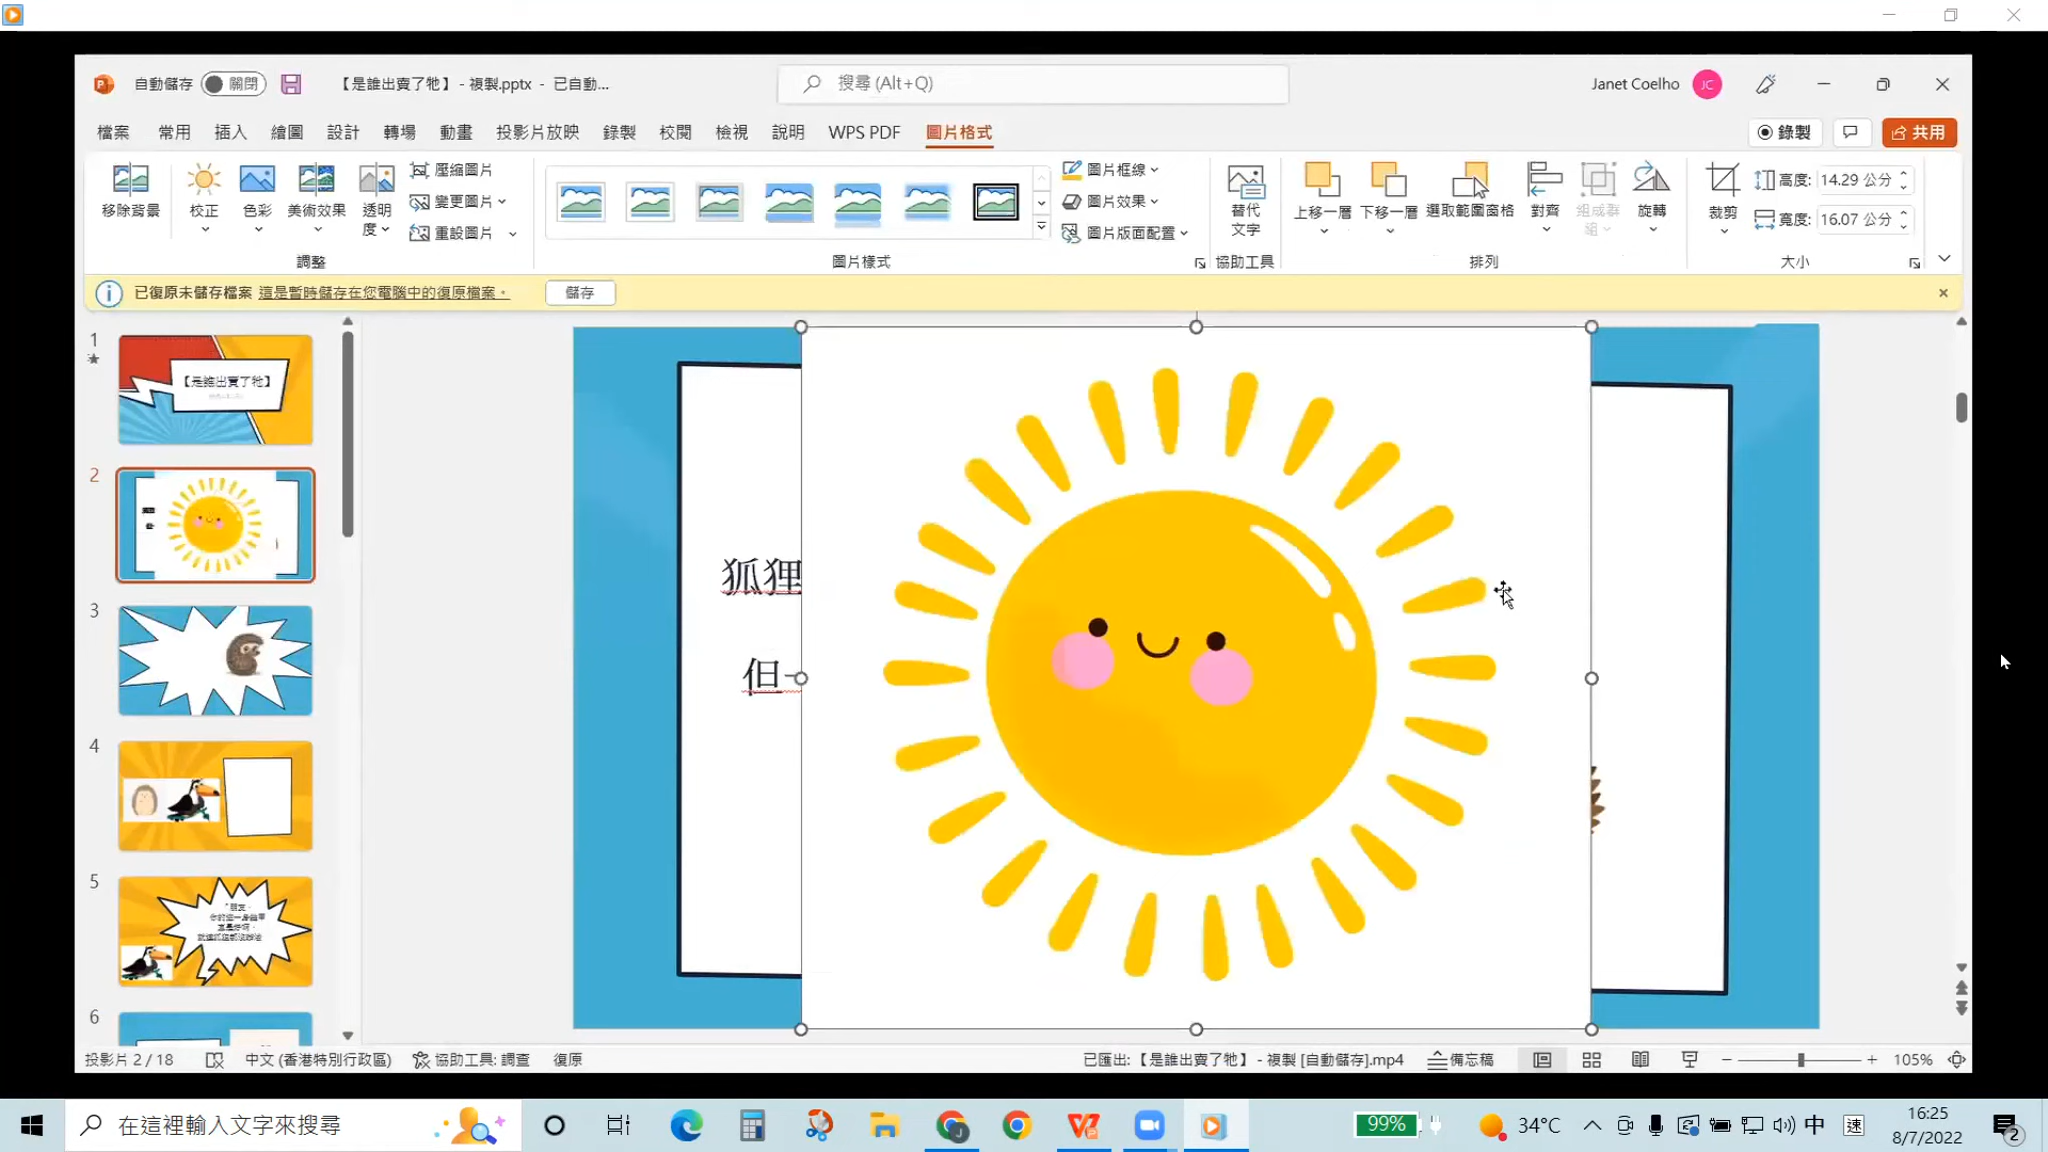 自動儲存 關閉 【是誰出賣了牠】 - 複製.pptx - 已自動... 搜尋 (Alt+Q) Janet Coelho JC
檔案 常用 插入 繪圖 設計 轉場 動畫 投影片放映 錄製 校閱 檢視 說明 WPS PDF 圖片格式 錄製 共用
移除背景 校正 色彩 美術效果 透明度 壓縮圖片 變更圖片 重設圖片
圖片框線 圖片效果 圖片版面配置
替代文字 上移一層 下移一層 選取範圍窗格 對齊 組成群組 旋轉 裁剪
高度: 14.29 公分
寬度: 16.07 公分
調整 圖片樣式 協助工具 排列 大小
已復原未儲存檔案 這是暫時儲存在您電腦中的復原檔案。 儲存
1
【是誰出賣了牠】
2
3
4
5
6
狐狸
但
投影片 2 / 18 中文 (香港特別行政區) 協助工具: 調查 復原 已匯出:【是誰出賣了牠】 - 複製 [自動儲存].mp4 備忘稿 105%
在這裡輸入文字來搜尋 99% 34°C 中 速 16:25
8/7/2022 2